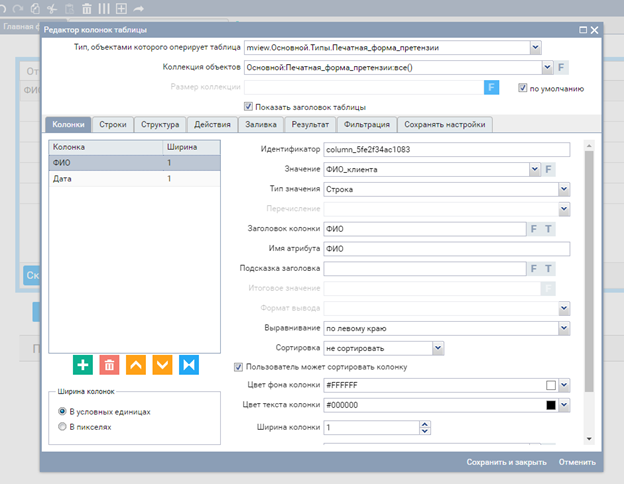 Главная ф
Редактор колонок таблицы
Тип, объектами которого оперирует таблица mview.Основной.Типы.Печатная_форма_претензии
Коллекция объектов Основной:Печатная_форма_претензии:все() F
Размер коллекции F по умолчанию
Показать заголовок таблицы
Колонки Строки Структура Действия Заливка Результат Фильтрация Сохранять настройки
Колонка Ширина
ФИО 1
Дата 1
Идентификатор column_5fe2f34ac1083
Значение ФИО_клиента F
Тип значения Строка
Перечисление
Заголовок колонки ФИО F T
Имя атрибута ФИО
Подсказка заголовка F T
Итоговое значение F
Формат вывода
Выравнивание по левому краю
Сортировка не сортировать
Пользователь может сортировать колонку
Цвет фона колонки #FFFFFF
Цвет текста колонки #000000
Ширина колонки 1
Ширина колонок
В условных единицах
В пикселях
Сохранить и закрыть Отменить
От
ФИ
Ск
П